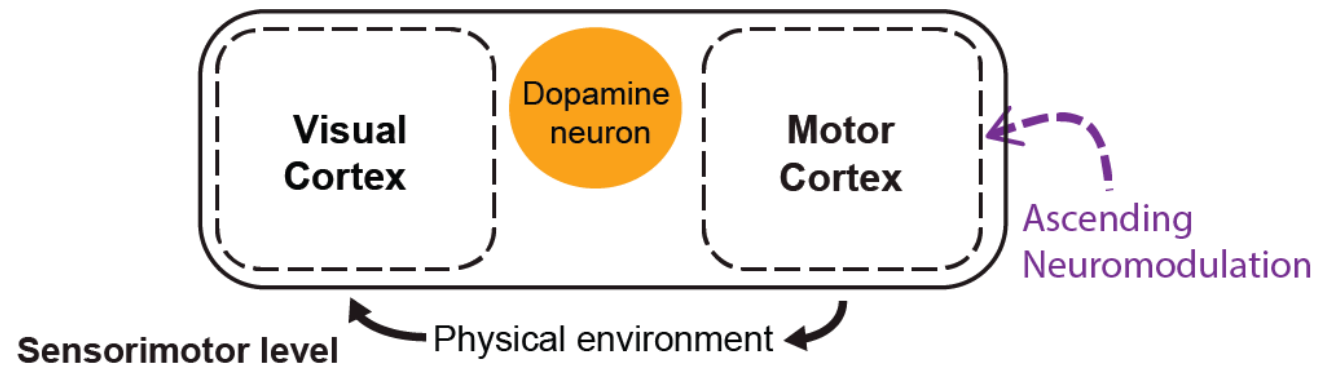 Visual
Cortex
Dopamine
neuron
Motor
Cortex
Ascending
Neuromodulation
Physical environment
Sensorimotor level